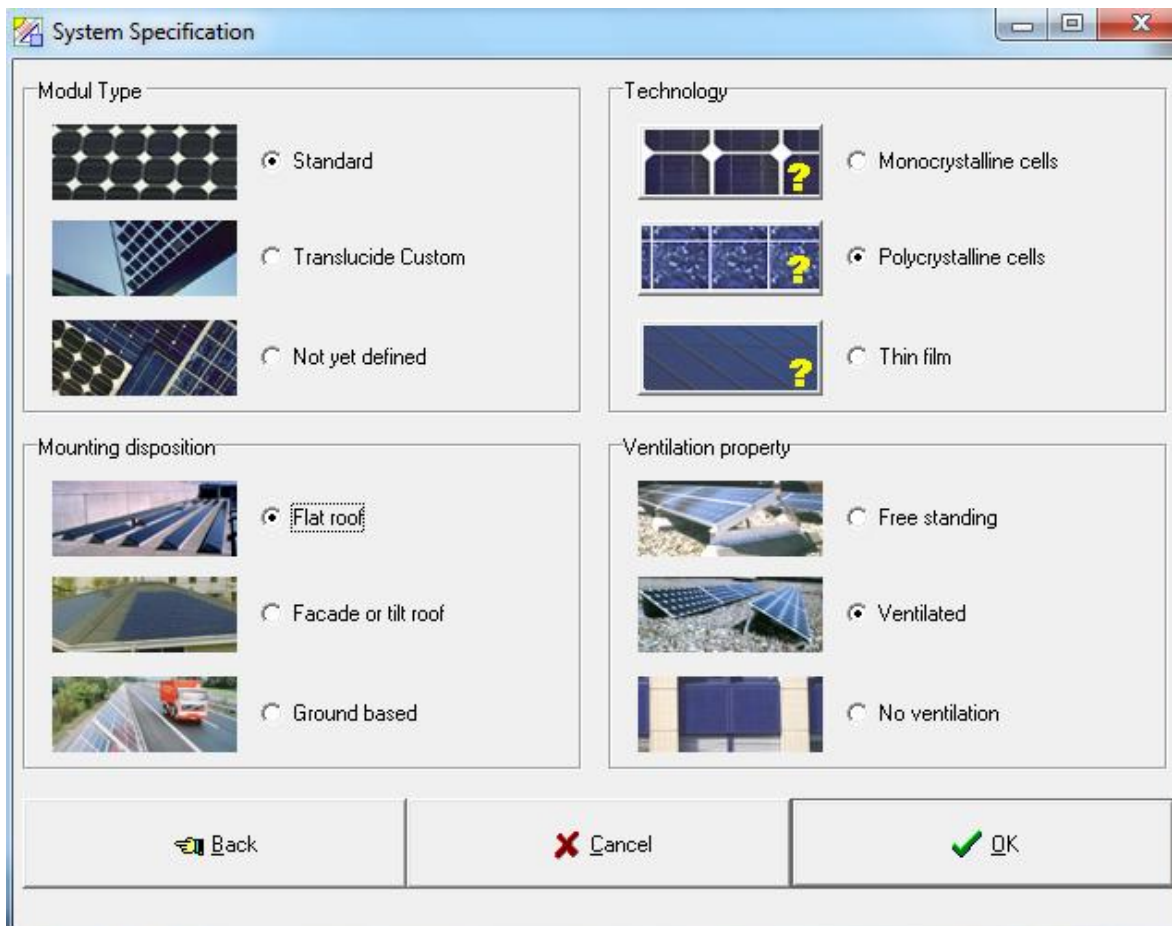 System Specification
Modul Type
Standard
Translucide Custom
Not yet defined
Technology
?
Monocrystalline cells
?
Polycrystalline cells
?
Thin film
Mounting disposition
Flat roof
Facade or tilt roof
Ground based
Ventilation property
Free standing
Ventilated
No ventilation
Back
Cancel
OK